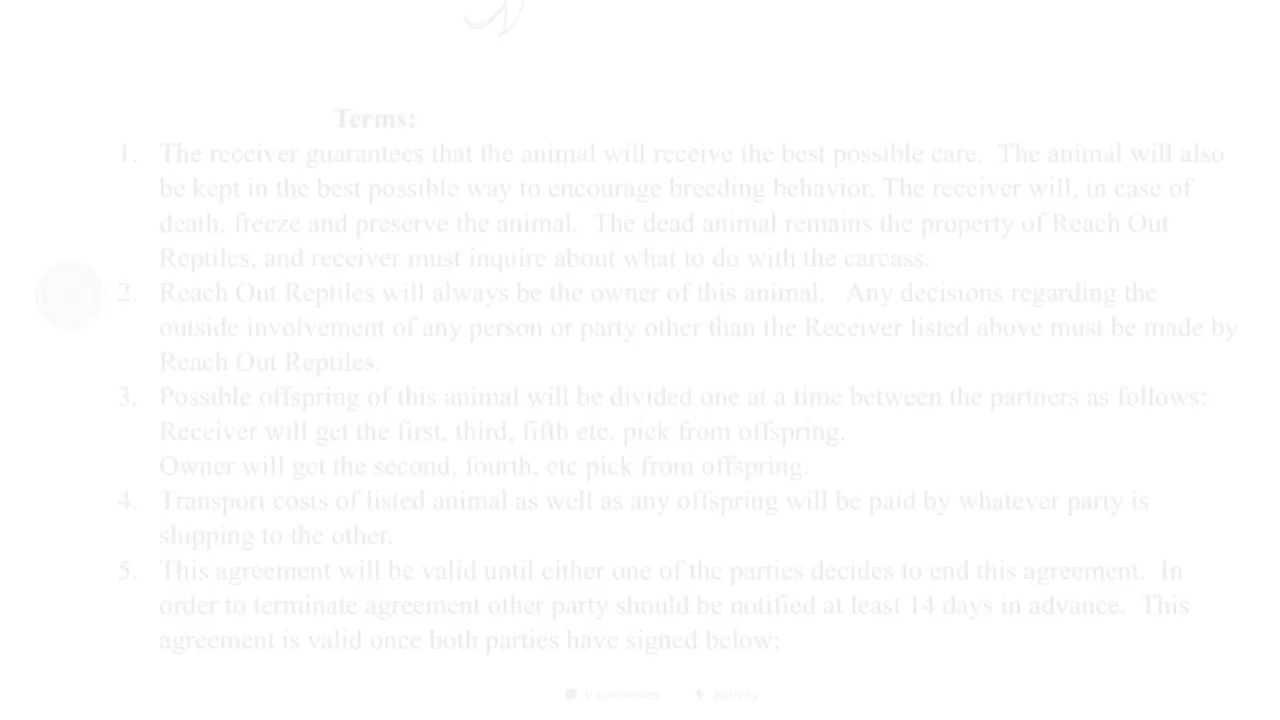 Terms:
1. The receiver guarantees that the animal will receive the best possible care. The animal will also
be kept in the best possible way to encourage breeding behavior. The receiver will, in case of
death, freeze and preserve the animal. The dead animal remains the property of Reach Out
Reptiles, and receiver must inquire about what to do with the carcass.
2. Reach Out Reptiles will always be the owner of this animal. Any decisions regarding the
outside involvement of any person or party other than the Receiver listed above must be made by
Reach Out Reptiles.
3. Possible offspring of this animal will be divided one at a time between the partners as follows:
Receiver will get the first, third, fifth etc. pick from offspring.
Owner will get the second, fourth, etc pick from offspring.
4. Transport costs of listed animal as well as any offspring will be paid by whatever party is
shipping to the other.
5. This agreement will be valid until either one of the parties decides to end this agreement. In
order to terminate agreement other party should be notified at least 14 days in advance. This
agreement is valid once both parties have signed below:
0 comments Activity